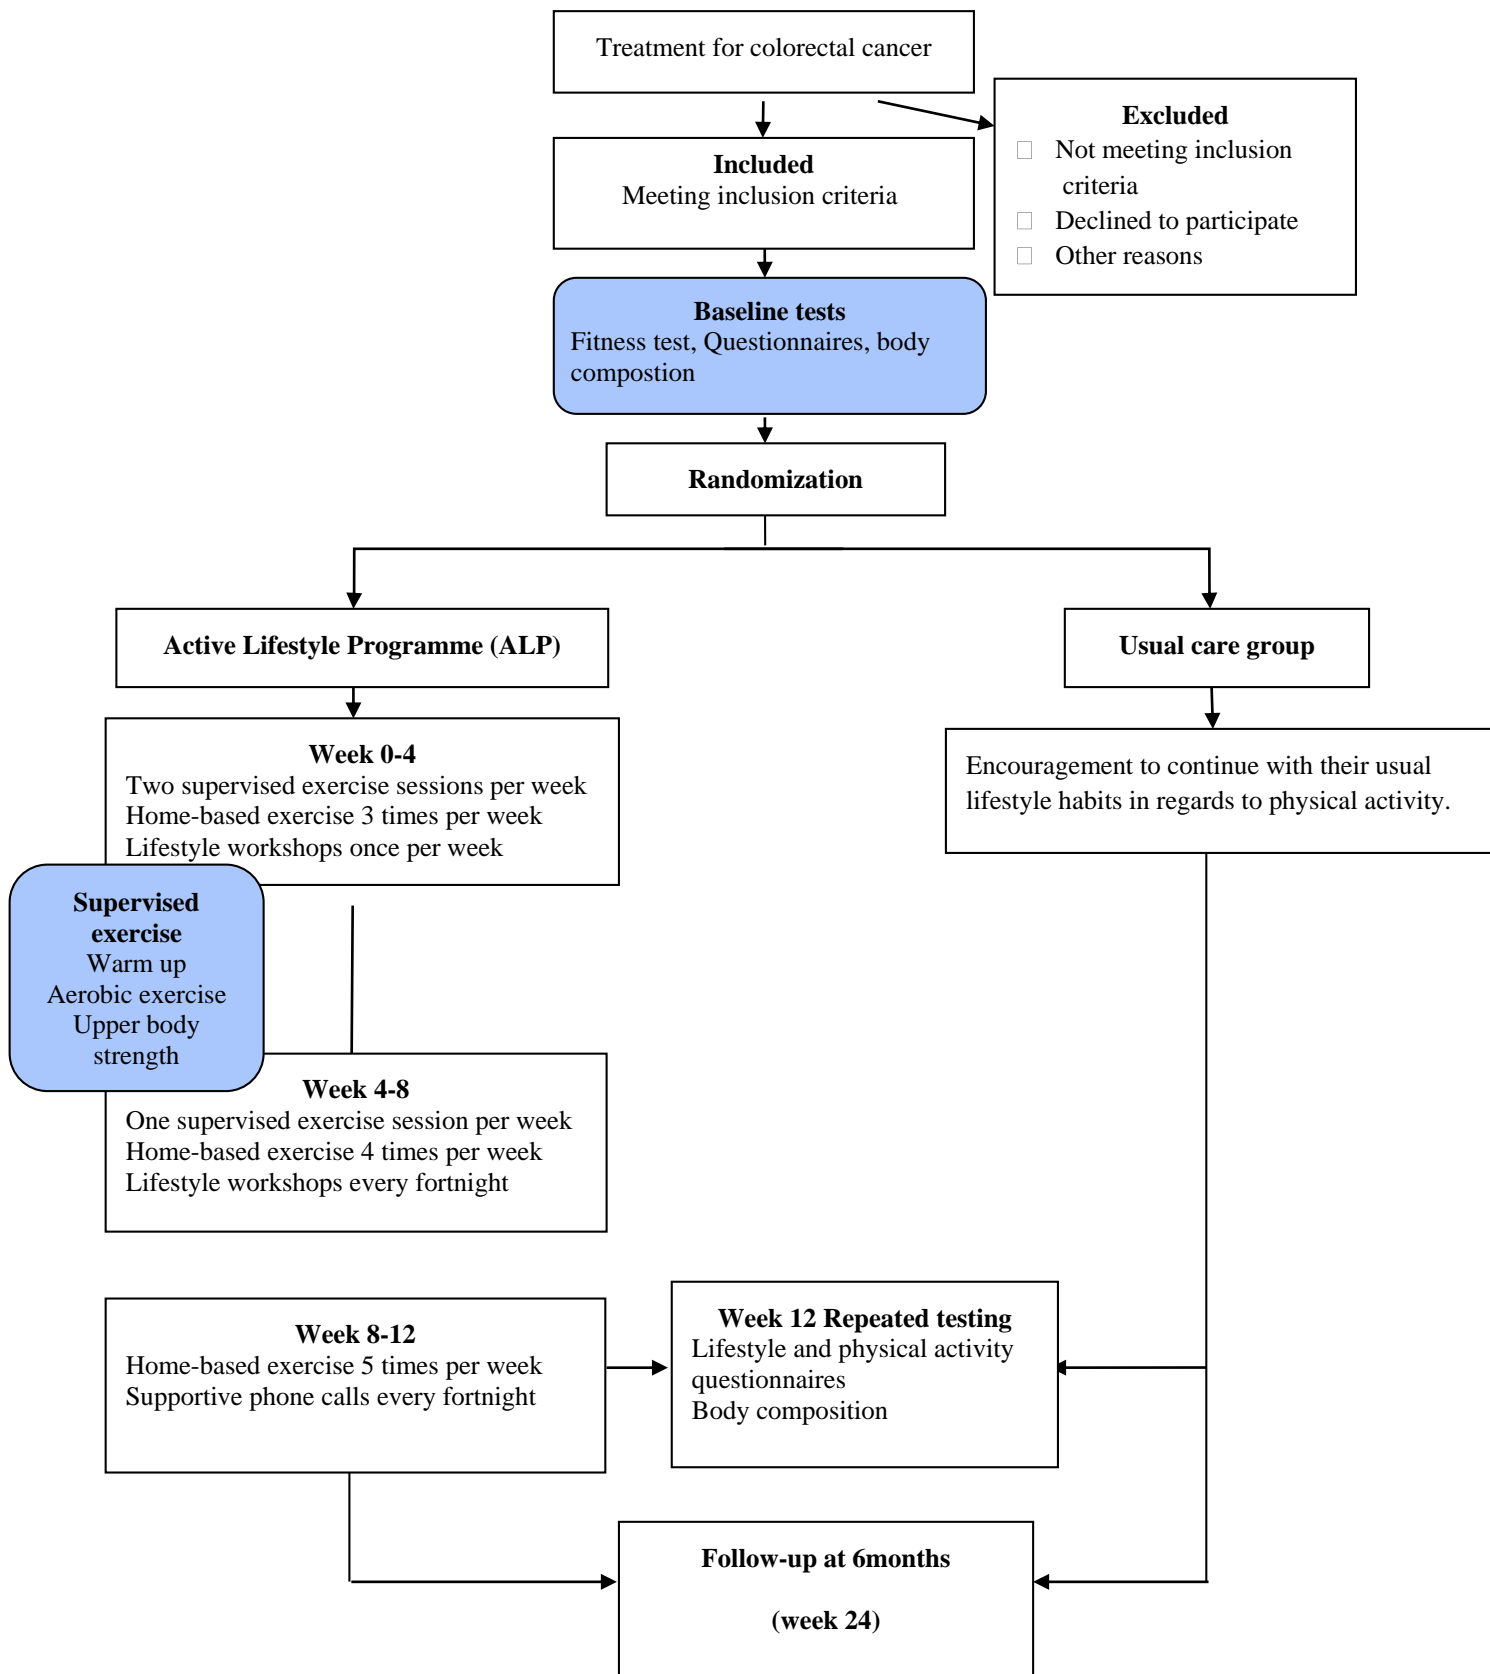 Treatment for colorectal cancer
Excluded
Not meeting inclusion
criteria
Declined to participate
Other reasons
Included
Meeting inclusion criteria
Baseline tests
Fitness test, Questionnaires, body
compostion
Randomization
Active Lifestyle Programme (ALP)
Usual care group
Week 0-4
Two supervised exercise sessions per week
Home-based exercise 3 times per week
Lifestyle workshops once per week
Encouragement to continue with their usual
lifestyle habits in regards to physical activity.
Supervised
exercise
Warm up
Aerobic exercise
Upper body
strength
Week 4-8
One supervised exercise session per week
Home-based exercise 4 times per week
Lifestyle workshops every fortnight
Week 8-12
Home-based exercise 5 times per week
Supportive phone calls every fortnight
Week 12 Repeated testing
Lifestyle and physical activity
questionnaires
Body composition
Follow-up at 6months
(week 24)